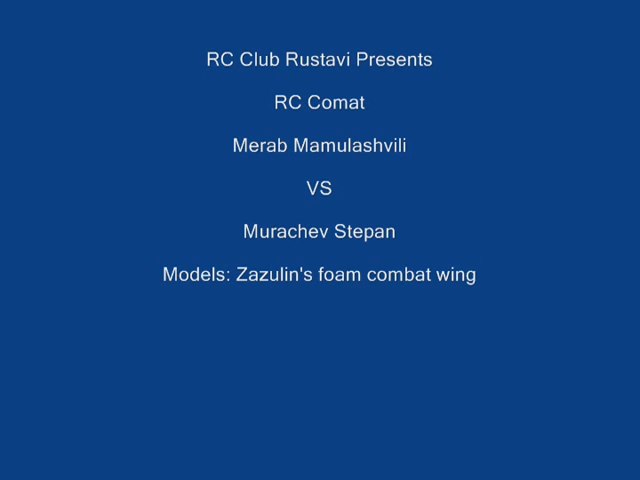 RC Club Rustavi Presents
RC Comat
Merab Mamulashvili
VS
Murachev Stepan
Models: Zazulin's foam combat wing